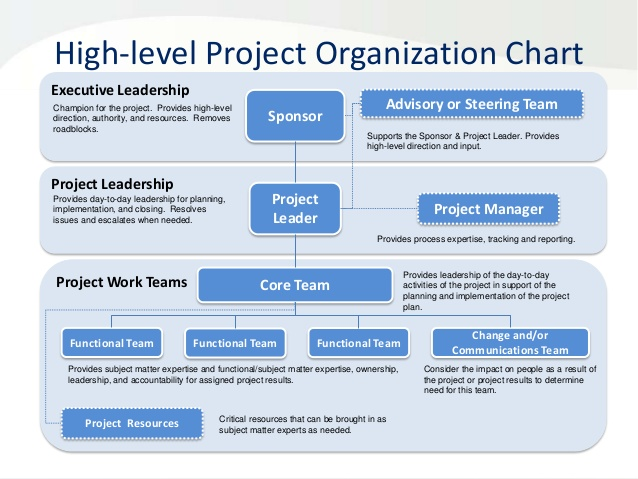 High-level Project Organization Chart
Executive Leadership
Champion for the project. Provides high-level
direction, authority, and resources. Removes
roadblocks.
Sponsor
Advisory or Steering Team
Supports the Sponsor & Project Leader. Provides
high-level direction and input.
Project Leadership
Provides day-to-day leadership for planning,
implementation, and closing. Resolves
issues and escalates when needed.
Project
Leader
Project Manager
Provides process expertise, tracking and reporting.
Project Work Teams
Core Team
Provides leadership of the day-to-day
activities of the project in support of the
planning and implementation of the project
plan.
Functional Team
Functional Team
Functional Team
Change and/or
Communications Team
Provides subject matter expertise and functional/subject matter expertise, ownership,
leadership, and accountability for assigned project results.
Consider the impact on people as a result of
the project or project results to determine
need for this team.
Project Resources
Critical resources that can be brought in as
subject matter experts as needed.